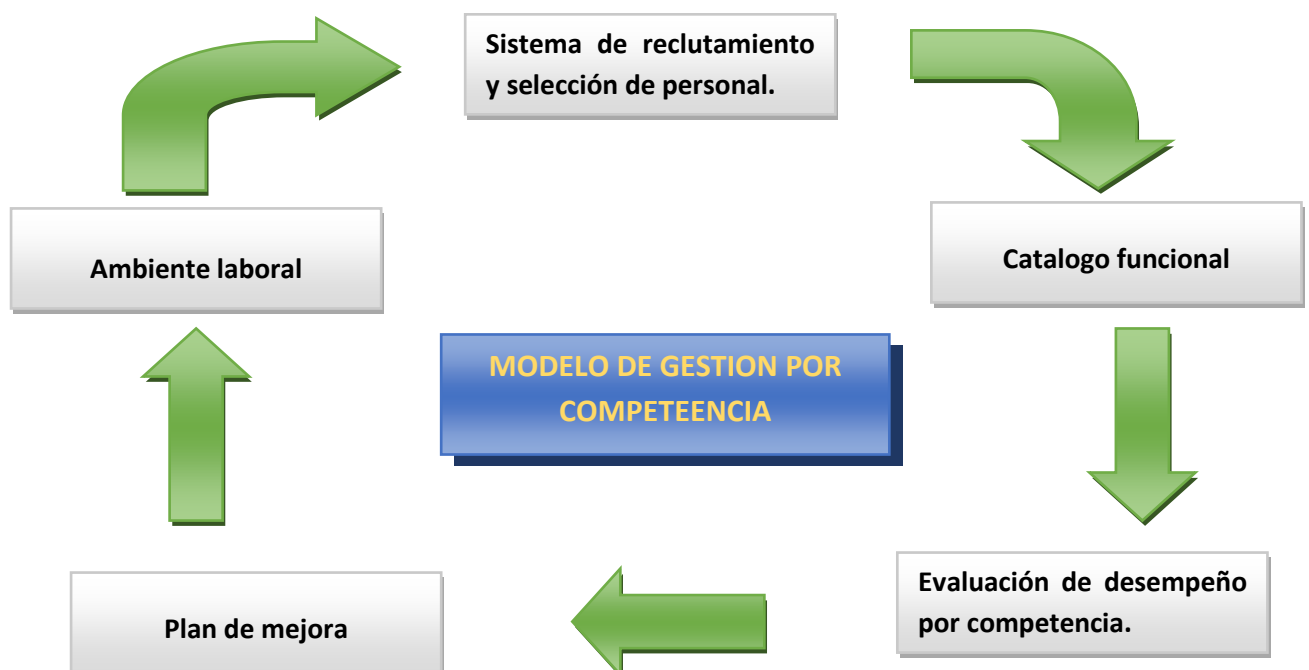 Sistema de reclutamiento
y selección de personal.
Ambiente laboral
Catalogo funcional
MODELO DE GESTION POR
COMPETEENCIA
Plan de mejora
Evaluación de desempeño
por competencia.